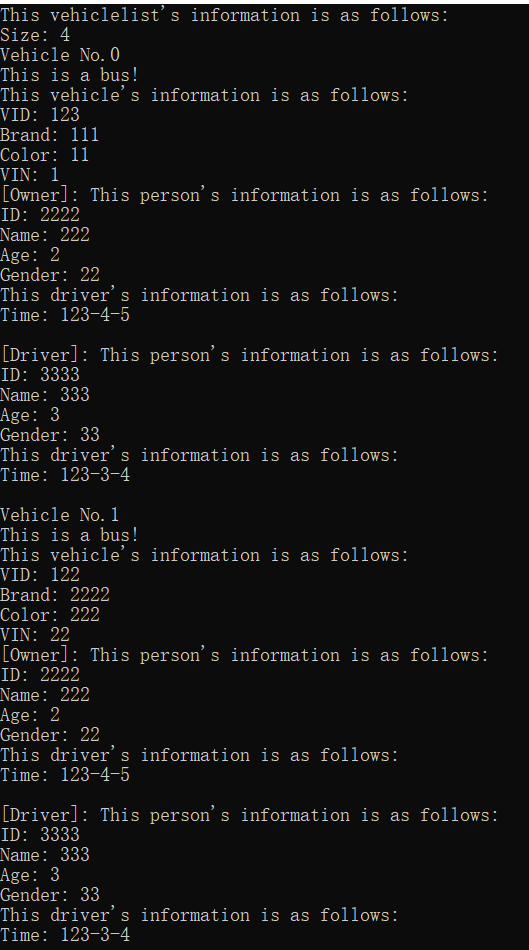 This vehiclelist's information is as follows:
Size: 4
Vehicle No.0
This is a bus!
This vehicle's information is as follows:
VID: 123
Brand: 111
Color: 11
VIN: 1
[Owner]: This person's information is as follows:
ID: 2222
Name: 222
Age: 2
Gender: 22
This driver's information is as follows:
Time: 123-4-5
[Driver]: This person's information is as follows:
ID: 3333
Name: 333
Age: 3
Gender: 33
This driver's information is as follows:
Time: 123-3-4
Vehicle No.1
This is a bus!
This vehicle's information is as follows:
VID: 122
Brand: 2222
Color: 222
VIN: 22
[Owner]: This person's information is as follows:
ID: 2222
Name: 222
Age: 2
Gender: 22
This driver's information is as follows:
Time: 123-4-5
[Driver]: This person's information is as follows:
ID: 3333
Name: 333
Age: 3
Gender: 33
This driver's information is as follows:
Time: 123-3-4